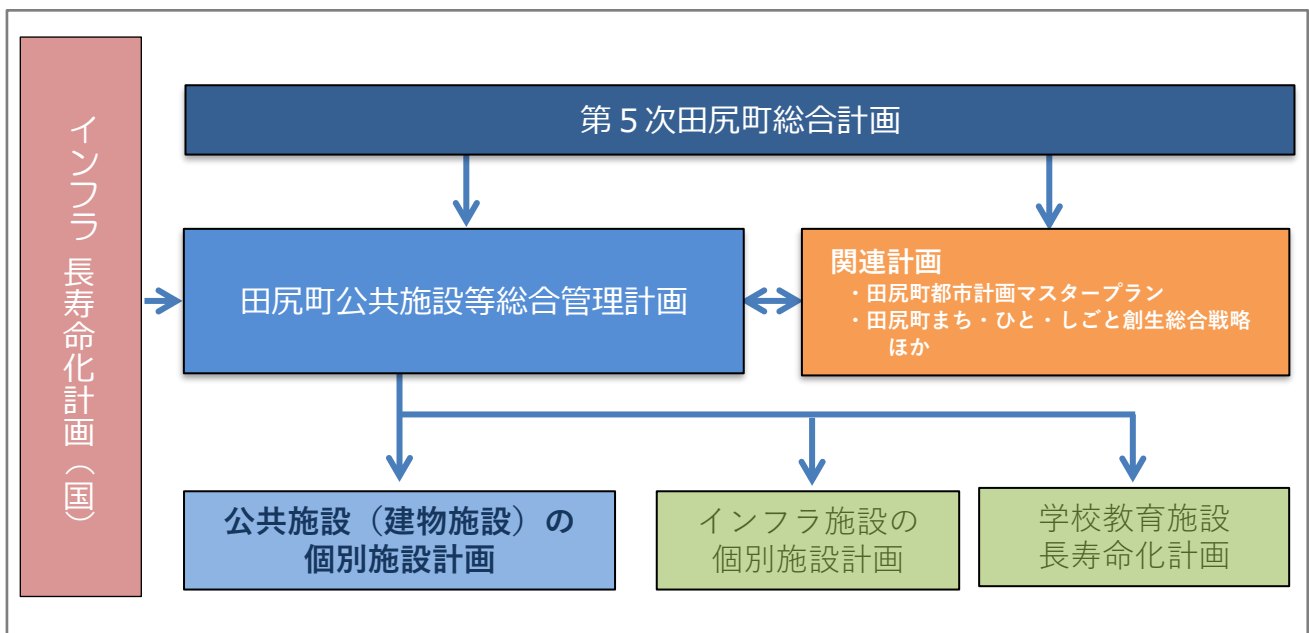 インフラ長寿命化計画（国）
第５次田尻町総合計画
田尻町公共施設等総合管理計画
関連計画
・田尻町都市計画マスタープラン
・田尻町まち・ひと・しごと創生総合戦略
ほか
公共施設（建物施設）の
個別施設計画
インフラ施設の
個別施設計画
学校教育施設
長寿命化計画